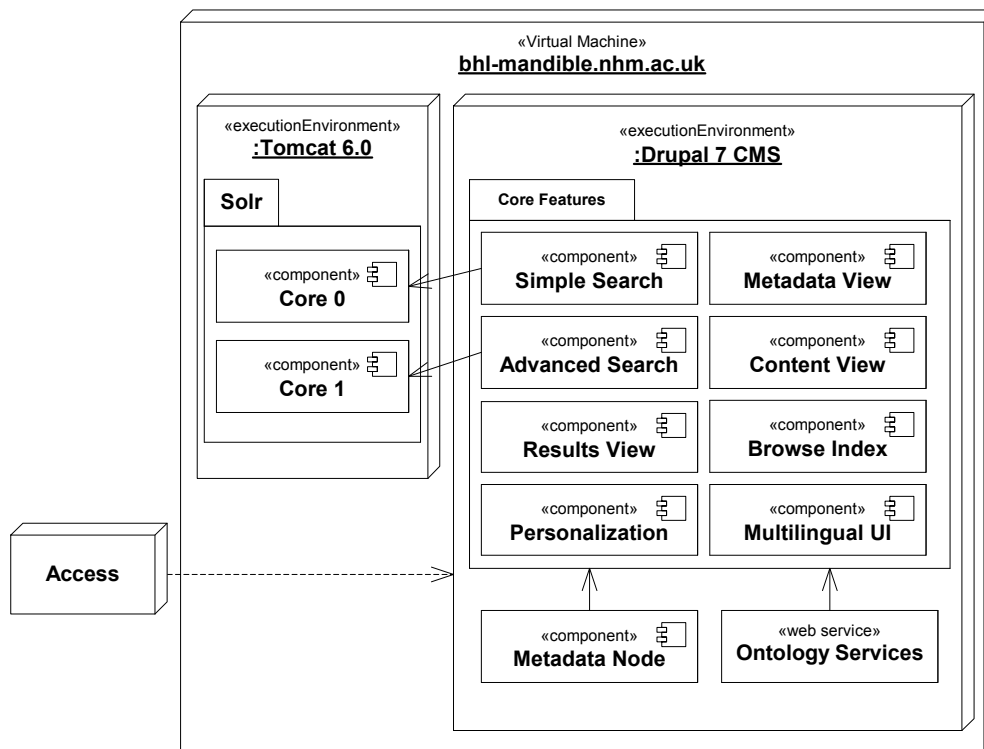 «Virtual Machine»
bhl-mandible.nhm.ac.uk
«executionEnvironment»
:Tomcat 6.0
Solr
«component»
Core 0
«component»
Core 1
«executionEnvironment»
:Drupal 7 CMS
Core Features
«component»
Simple Search
«component»
Metadata View
«component»
Advanced Search
«component»
Content View
«component»
Results View
«component»
Browse Index
«component»
Personalization
«component»
Multilingual UI
«component»
Metadata Node
«web service»
Ontology Services
Access